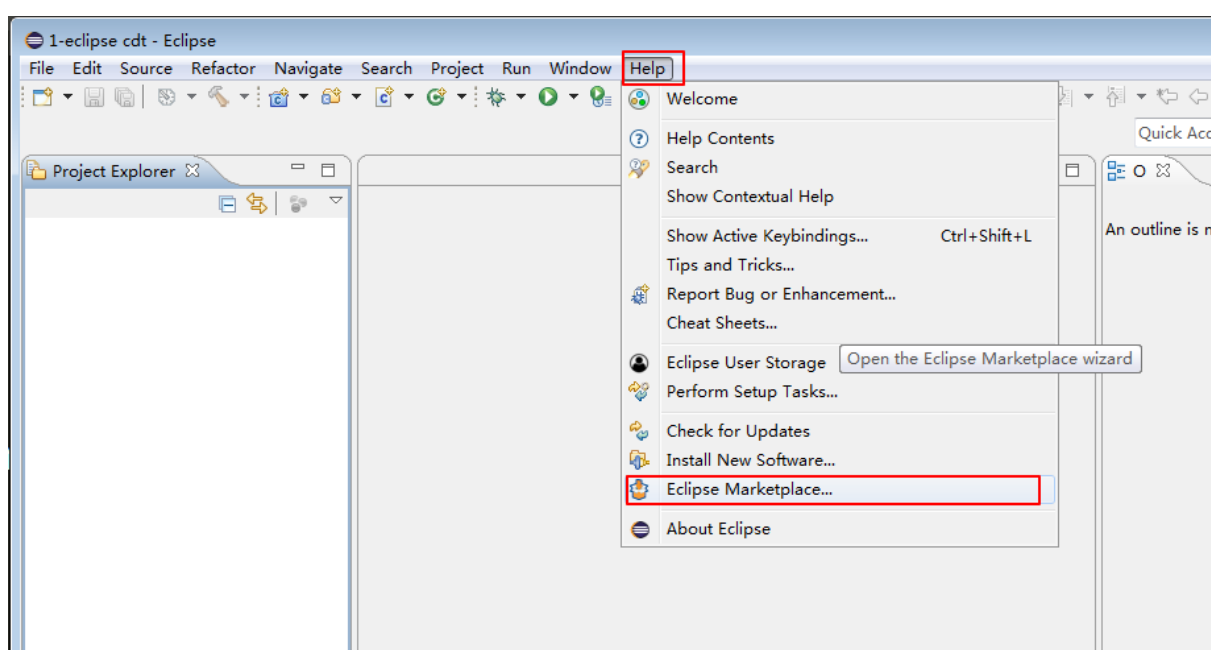 1-eclipse cdt - Eclipse
File Edit Source Refactor Navigate Search Project Run Window Help
Welcome
Help Contents
Quick Acc
Project Explorer
Search
O
Show Contextual Help
Show Active Keybindings... Ctrl+Shift+L
An outline is n
Tips and Tricks...
Report Bug or Enhancement...
Cheat Sheets...
Eclipse User Storage
Open the Eclipse Marketplace wizard
Perform Setup Tasks...
Check for Updates
Install New Software...
Eclipse Marketplace...
About Eclipse